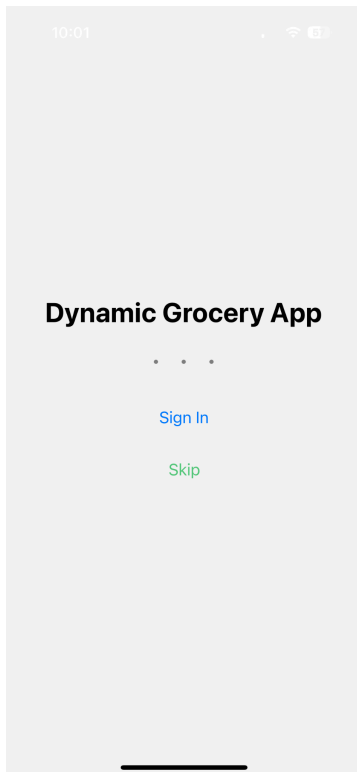 10:01
Dynamic Grocery App
• • •
Sign In
Skip